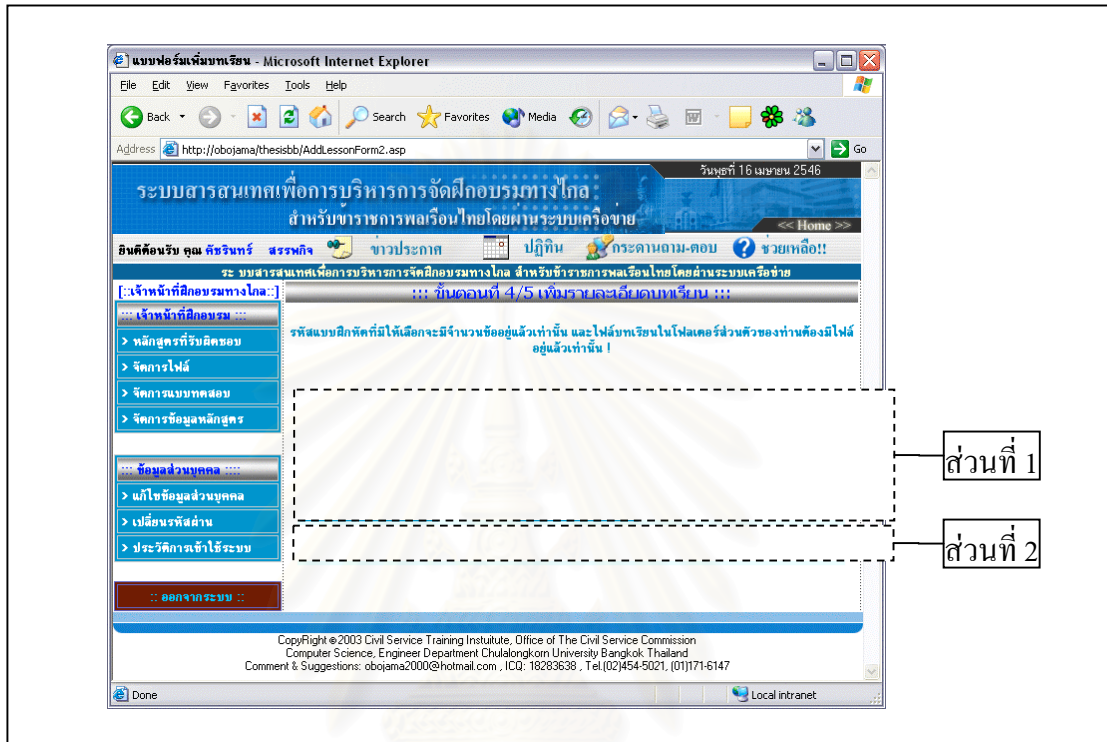 แบบฟอร์มเพิ่มบทเรียน - Microsoft Internet Explorer
File Edit View Favorites Tools Help
Back Search Favorites Media
Address http://obojama/thesisbb/AddLessonForm2.asp Go
วันพุธที่ 16 เมษายน 2546
ระบบสารสนเทศเพื่อการบริหารการจัดฝึกอบรมทางไกล
สำหรับข้าราชการพลเรือนไทยโดยผ่านระบบเครือข่าย
<< Home >>
ยินดีต้อนรับ คุณ คัชรินทร์ สรรพกิจ ข่าวประกาศ ปฏิทิน กระดานถาม-ตอบ ช่วยเหลือ!!
ระบบสารสนเทศเพื่อการบริหารการจัดฝึกอบรมทางไกล สำหรับข้าราชการพลเรือนไทยโดยผ่านระบบเครือข่าย
[::เจ้าหน้าที่ฝึกอบรมทางไกล::]
::: ขั้นตอนที่ 4/5 เพิ่มรายละเอียดบทเรียน :::
::: เจ้าหน้าที่ฝึกอบรม :::
> หลักสูตรที่รับผิดชอบ
> จัดการไฟล์
> จัดการแบบทดสอบ
> จัดการข้อมูลหลักสูตร
รหัสแบบฝึกหัดที่มีให้เลือกจะมีจำนวนข้ออยู่แล้วเท่านั้น และไฟล์บทเรียนในโฟลเดอร์ส่วนตัวของท่านต้องมีไฟล์
อยู่แล้วเท่านั้น !
ส่วนที่ 1
::: ข้อมูลส่วนบุคคล ::::
> แก้ไขข้อมูลส่วนบุคคล
> เปลี่ยนรหัสผ่าน
> ประวัติการเข้าใช้ระบบ
ส่วนที่ 2
:: ออกจากระบบ ::
CopyRight ©2003 Civil Service Training Instuitute, Office of The Civil Service Commission
Computer Science, Engineer Department Chulalongkorn University Bangkok Thailand
Comment & Suggestions: obojama2000@hotmail.com , ICQ: 18283638 , Tel.(02)454-5021, (01)171-6147
Done Local intranet